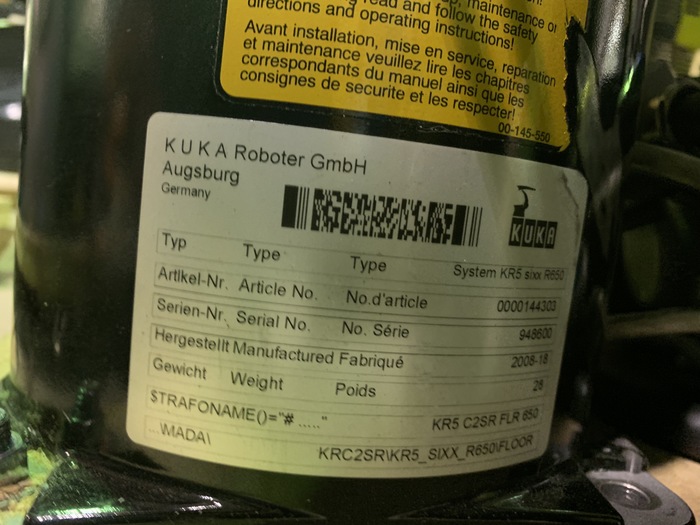 maintenance or
read and follow the safety
directions and operating instructions!
Avant installation, mise en service, reparation
et maintenance veuillez lire les chapitres
correspondants du manuel ainsi que les
consignes de securite et les respecter!
00-145-550
KUKA Roboter GmbH
Augsburg
Germany
KUKA
Typ Type Type System KR5 sixx R650
Artikel-Nr. Article No. No.d'article 0000144303
Serien-Nr. Serial No. No. Série 948600
Hergestellt Manufactured Fabriqué 2008-18
Gewicht Weight Poids 28
$TRAFONAME()="# ....." KR5 C2SR FLR 650
...MADA\ KRC2SR\KR5_SIXX_R650\FLOOR